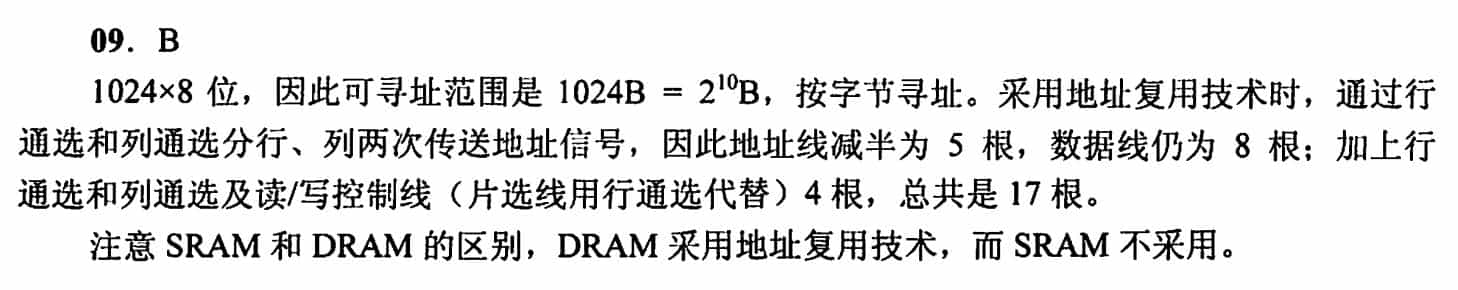 09. B
1024×8 位，因此可寻址范围是 1024B = 2¹⁰B，按字节寻址。采用地址复用技术时，通过行
通选和列通选分行、列两次传送地址信号，因此地址线减半为 5 根，数据线仍为 8 根；加上行
通选和列通选及读/写控制线（片选线用行通选代替）4 根，总共是 17 根。
注意 SRAM 和 DRAM 的区别，DRAM 采用地址复用技术，而 SRAM 不采用。